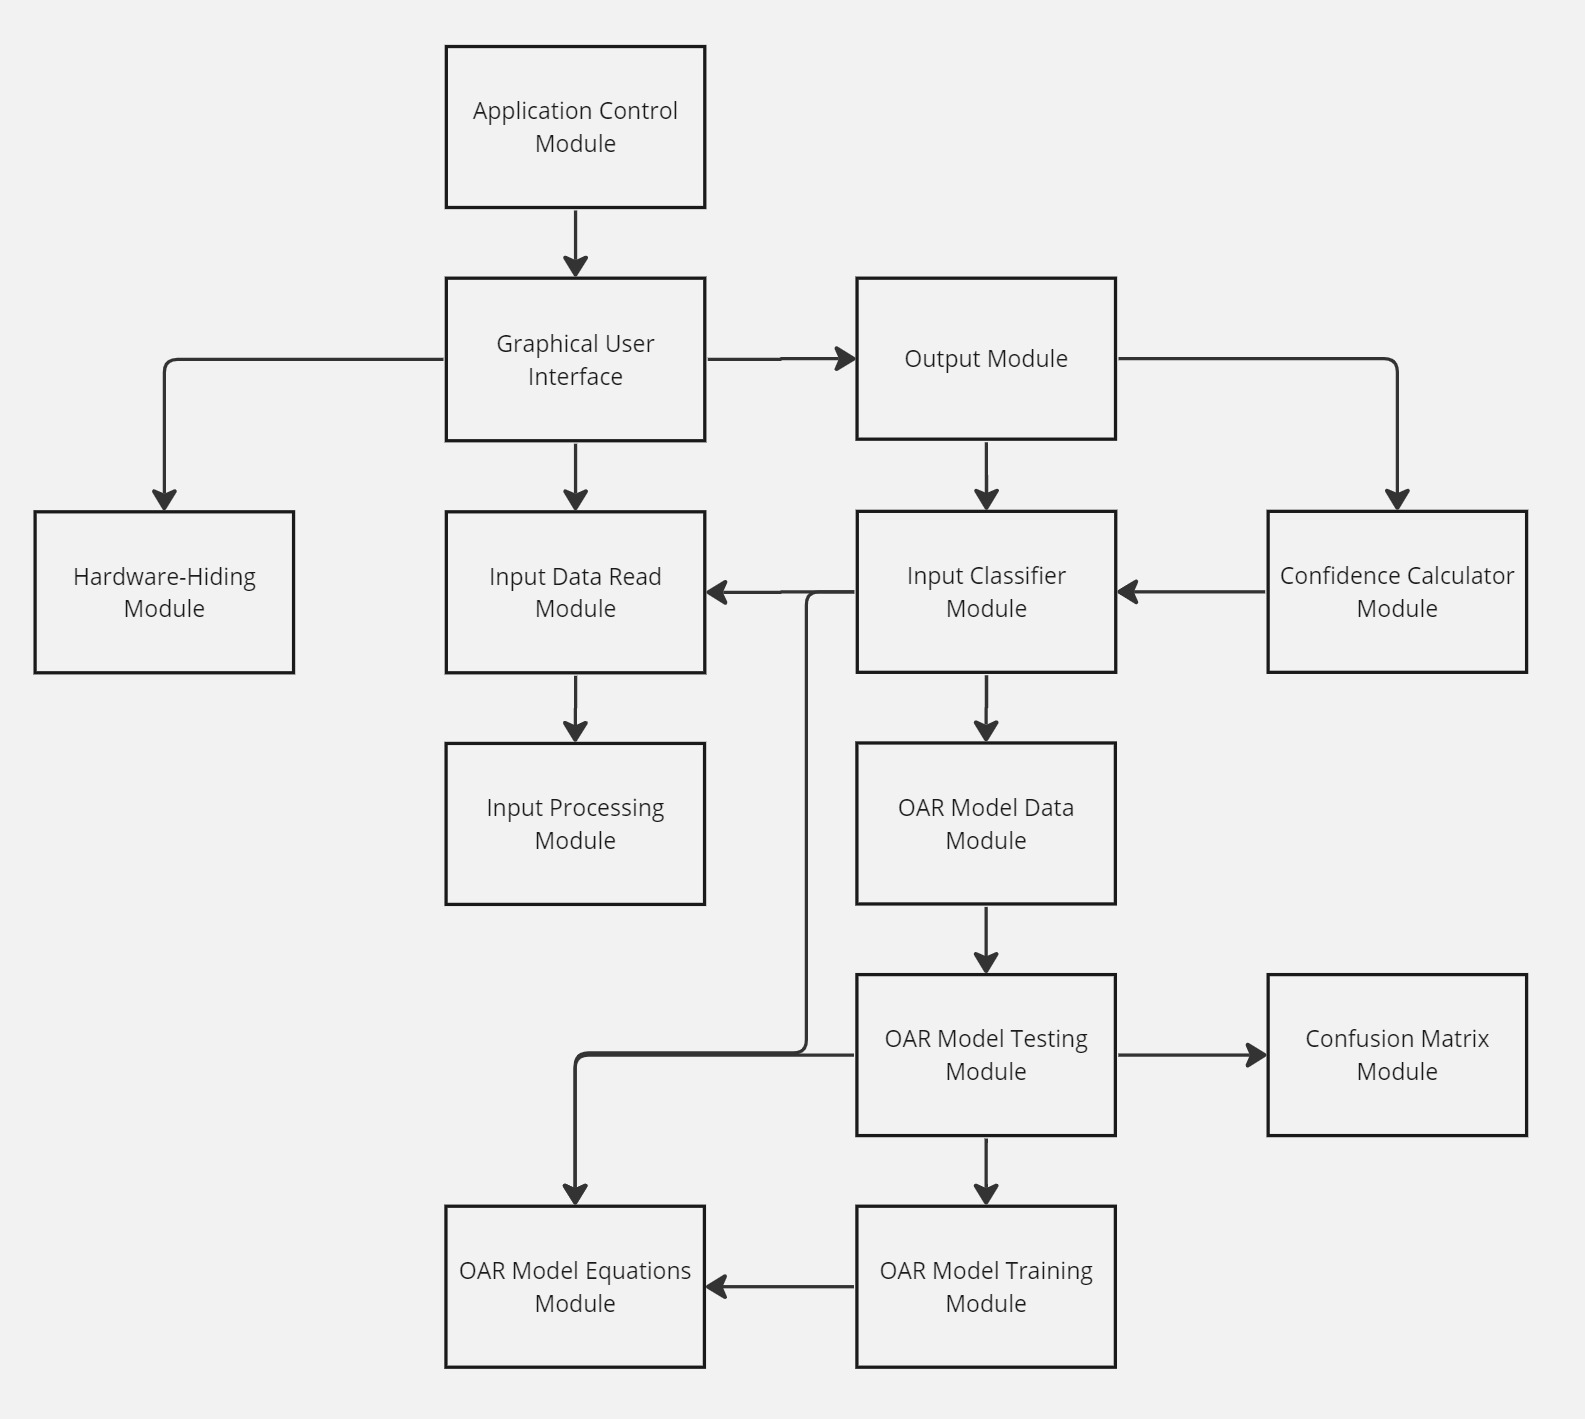 Application Control
Module
Graphical User
Interface
Output Module
Hardware-Hiding
Module
Input Data Read
Module
Input Classifier
Module
Confidence Calculator
Module
Input Processing
Module
OAR Model Data
Module
OAR Model Testing
Module
Confusion Matrix
Module
OAR Model Equations
Module
OAR Model Training
Module